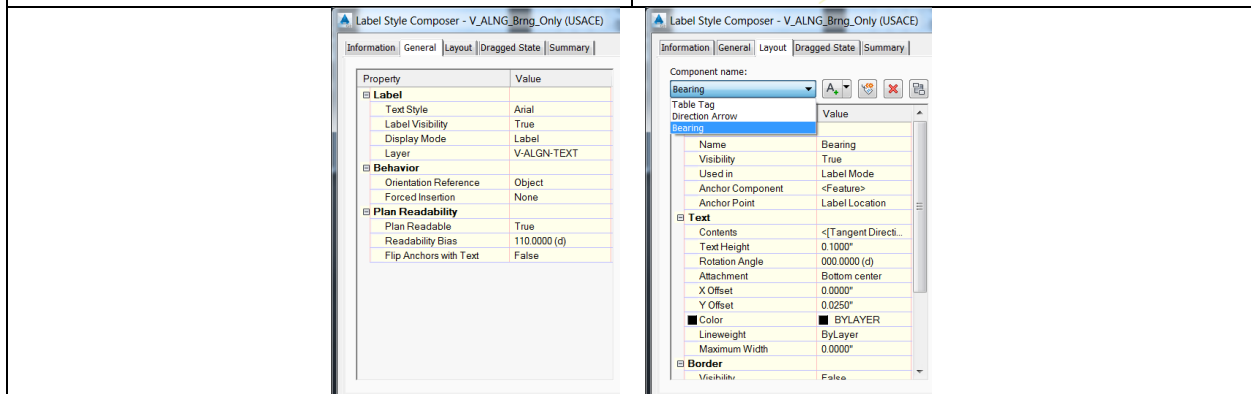 Label Style Composer - V_ALNG_Brng_Only (USACE)
Information General Layout Dragged State Summary
Property Value
Label
Text Style Arial
Label Visibility True
Display Mode Label
Layer V-ALGN-TEXT
Behavior
Orientation Reference Object
Forced Insertion None
Plan Readability
Plan Readable True
Readability Bias 110.0000 (d)
Flip Anchors with Text False
Label Style Composer - V_ALNG_Brng_Only (USACE)
Information General Layout Dragged State Summary
Component name:
Bearing
Table Tag
Direction Arrow
Bearing
Value
Name Bearing
Visibility True
Used in Label Mode
Anchor Component <Feature>
Anchor Point Label Location
Text
Contents <[Tangent Directi...
Text Height 0.1000"
Rotation Angle 000.0000 (d)
Attachment Bottom center
X Offset 0.0000"
Y Offset 0.0250"
Color BYLAYER
Lineweight ByLayer
Maximum Width 0.0000"
Border
Visibility False